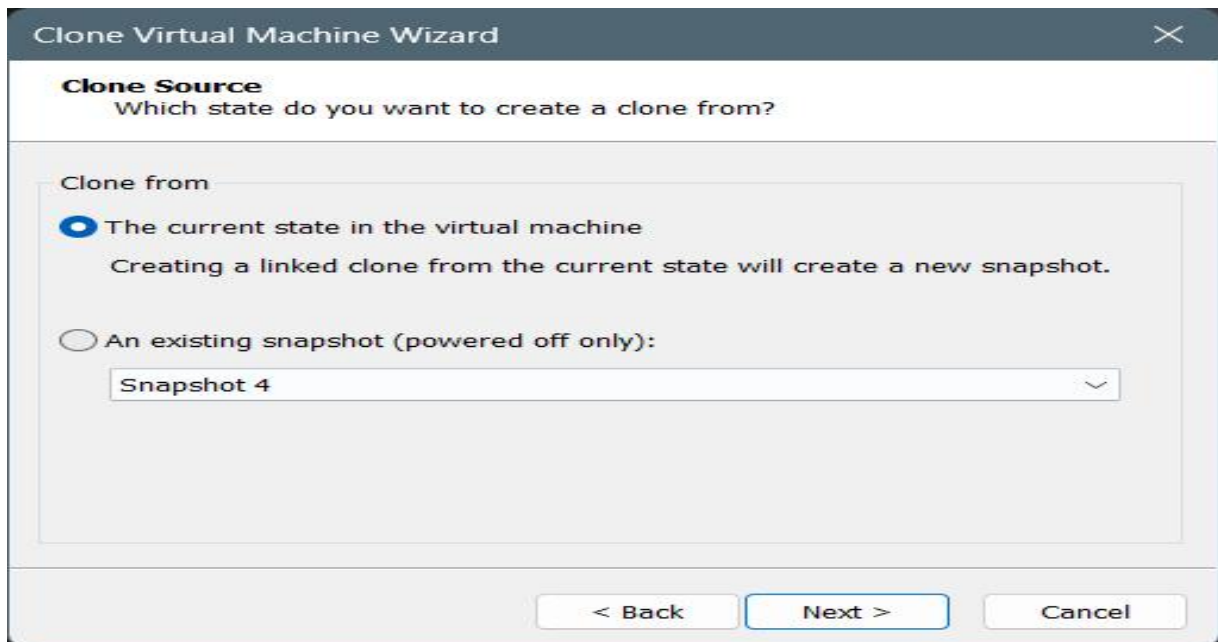 Clone Virtual Machine Wizard
Clone Source
Which state do you want to create a clone from?
Clone from
The current state in the virtual machine
Creating a linked clone from the current state will create a new snapshot.
An existing snapshot (powered off only):
Snapshot 4
< Back Next > Cancel